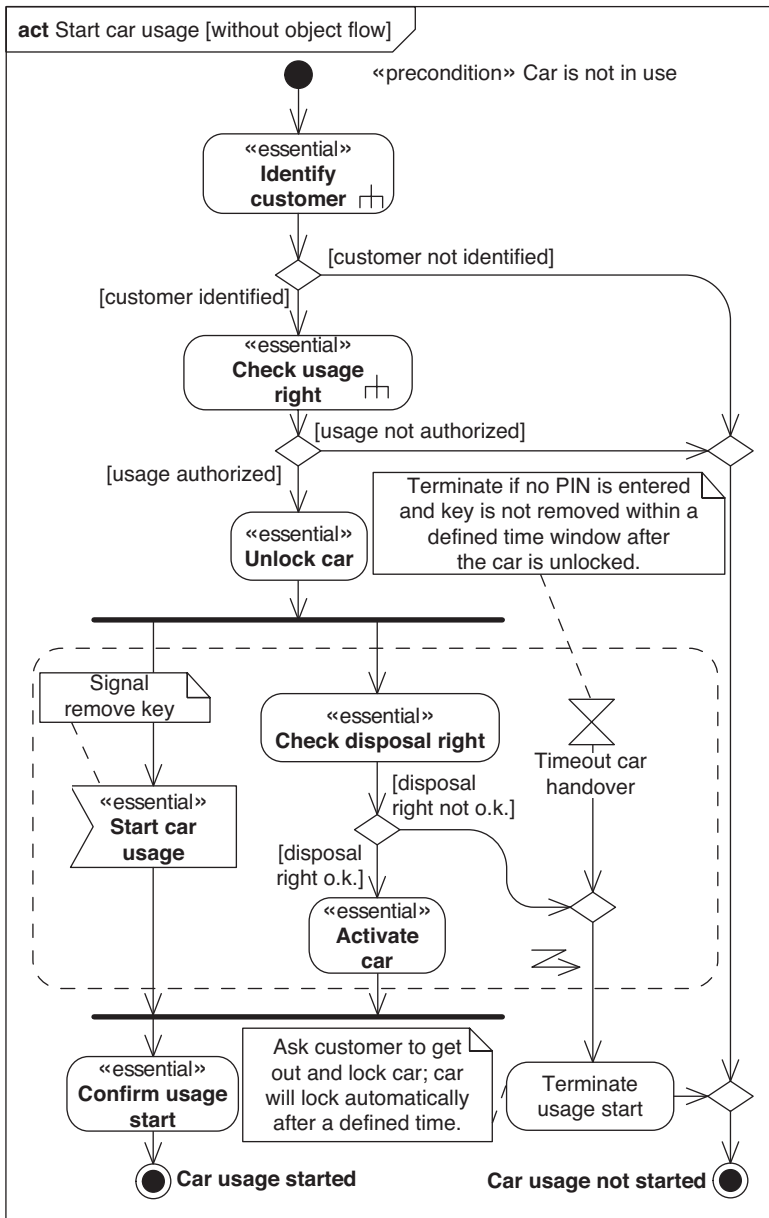 act Start car usage [without object flow]
«precondition» Car is not in use
«essential»
Identify
customer
[customer not identified]
[customer identified]
«essential»
Check usage
right
[usage not authorized]
[usage authorized]
Terminate if no PIN is entered
and key is not removed within a
defined time window after
the car is unlocked.
«essential»
Unlock car
Signal
remove key
«essential»
Check disposal right
Timeout car
handover
«essential»
Start car
usage
[disposal
right not o.k.]
[disposal
right o.k.]
«essential»
Activate
car
«essential»
Confirm usage
start
Ask customer to get
out and lock car; car
will lock automatically
after a defined time.
Terminate
usage start
Car usage started
Car usage not started